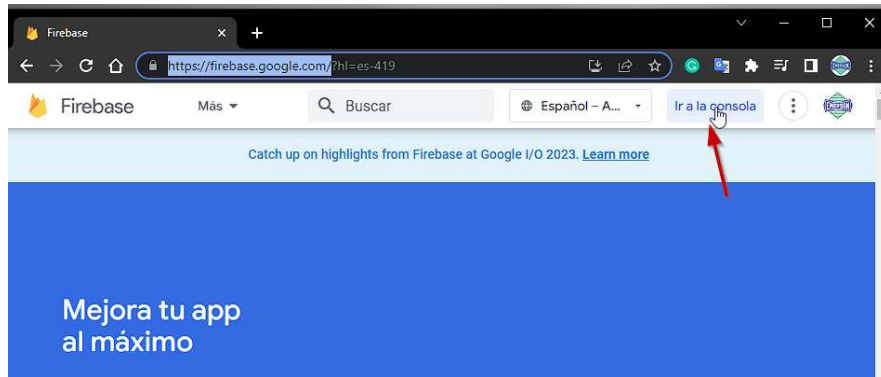 Firebase
https://firebase.google.com/?hl=es-419
Firebase
Más
Buscar
Español – A...
Ir a la consola
Catch up on highlights from Firebase at Google I/O 2023. Learn more
Mejora tu app
al máximo